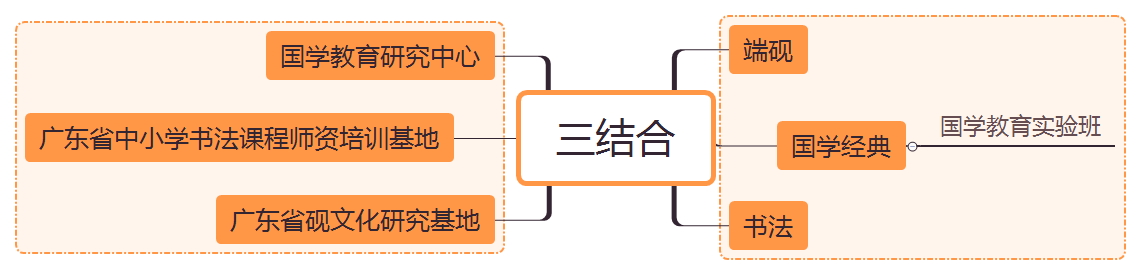 国学教育研究中心
广东省中小学书法课程师资培训基地
广东省砚文化研究基地
三结合
端砚
国学经典
国学教育实验班
书法